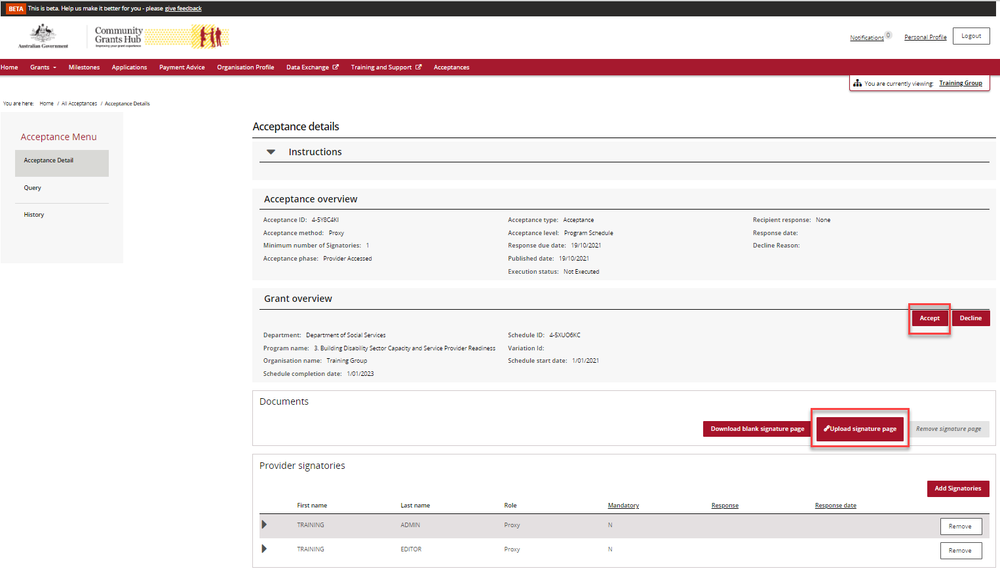 BETA This is beta. Help us make it better for you - please give feedback
Australian Government
Community Grants Hub
Improving your grant experience
Notifications 0 Personal Profile Logout
Home Grants Milestones Applications Payment Advice Organisation Profile Data Exchange Training and Support Acceptances
You are currently viewing: Training Group
You are here: Home / All Acceptances / Acceptance Details
Acceptance Menu
Acceptance Detail
Query
History
Acceptance details
Instructions
Acceptance overview
Acceptance ID: 4-5Y8C4KI Acceptance type: Acceptance Recipient response: None
Acceptance method: Proxy Acceptance level: Program Schedule Response date:
Minimum number of Signatories: 1 Response due date: 19/10/2021 Decline Reason:
Acceptance phase: Provider Accessed Published date: 19/10/2021
Execution status: Not Executed
Grant overview
Accept Decline
Department: Department of Social Services Schedule ID: 4-5XUO6KC
Program name: 3. Building Disability Sector Capacity and Service Provider Readiness Variation Id:
Organisation name: Training Group Schedule start date: 1/01/2021
Schedule completion date: 1/01/2023
Documents
Download blank signature page Upload signature page Remove signature page
Provider signatories
Add Signatories
First name Last name Role Mandatory Response Response date
TRAINING ADMIN Proxy N Remove
TRAINING EDITOR Proxy N Remove